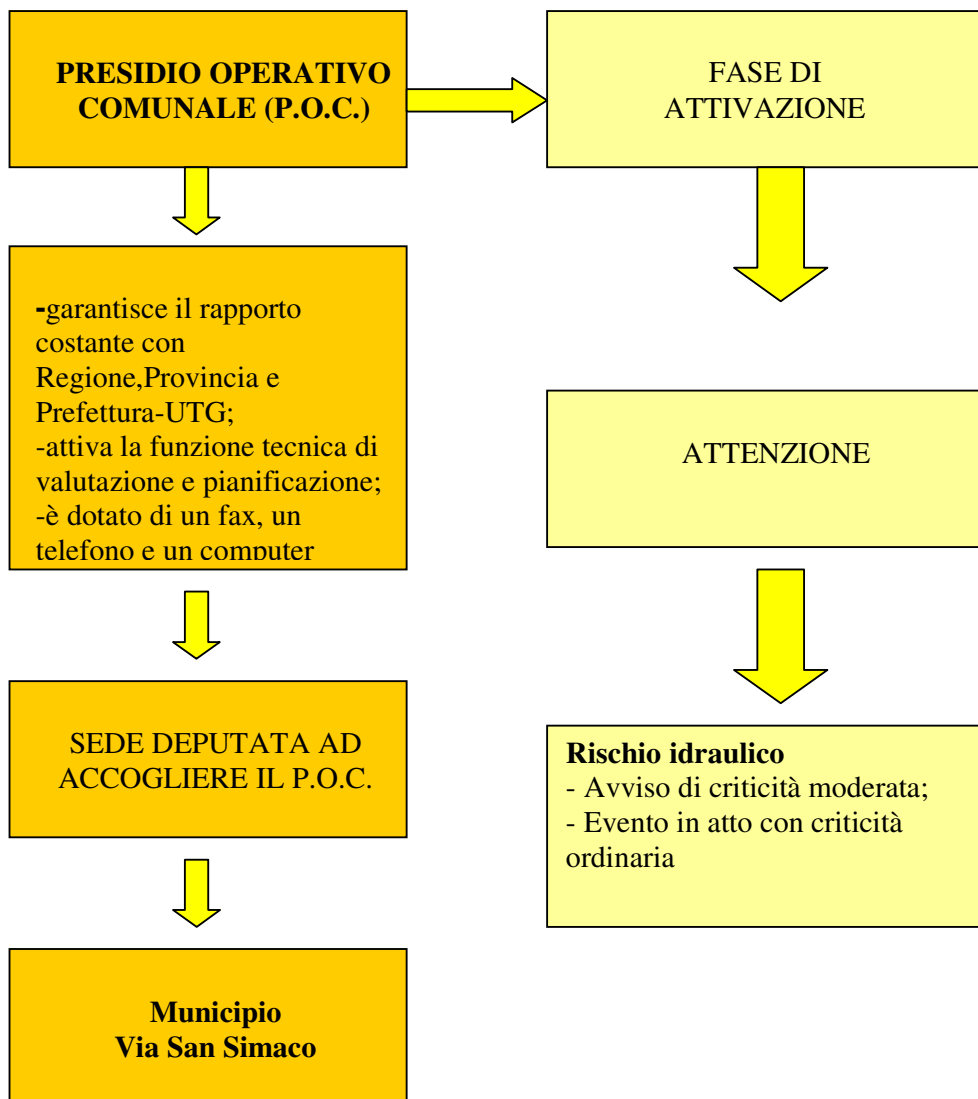 PRESIDIO OPERATIVO
COMUNALE (P.O.C.)
FASE DI
ATTIVAZIONE
-garantisce il rapporto
costante con
Regione,Provincia e
Prefettura-UTG;
-attiva la funzione tecnica di
valutazione e pianificazione;
-è dotato di un fax, un
telefono e un computer
ATTENZIONE
SEDE DEPUTATA AD
ACCOGLIERE IL P.O.C.
Rischio idraulico
- Avviso di criticità moderata;
- Evento in atto con criticità
ordinaria
Municipio
Via San Simaco